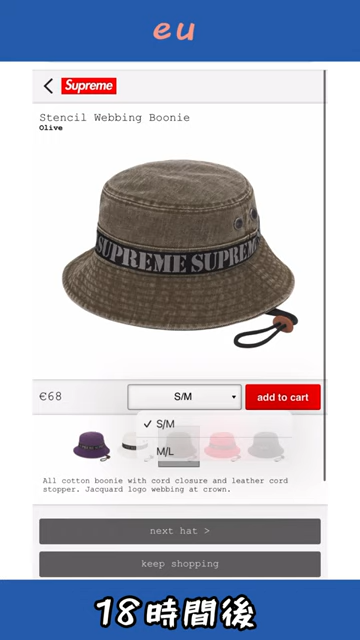 eu
Supreme
Stencil Webbing Boonie
Olive
SUPREME SUPREME
€68
S/M
add to cart
✓ S/M
M/L
All cotton boonie with cord closure and leather cord
stopper. Jacquard logo webbing at crown.
next hat >
keep shopping
18時間後